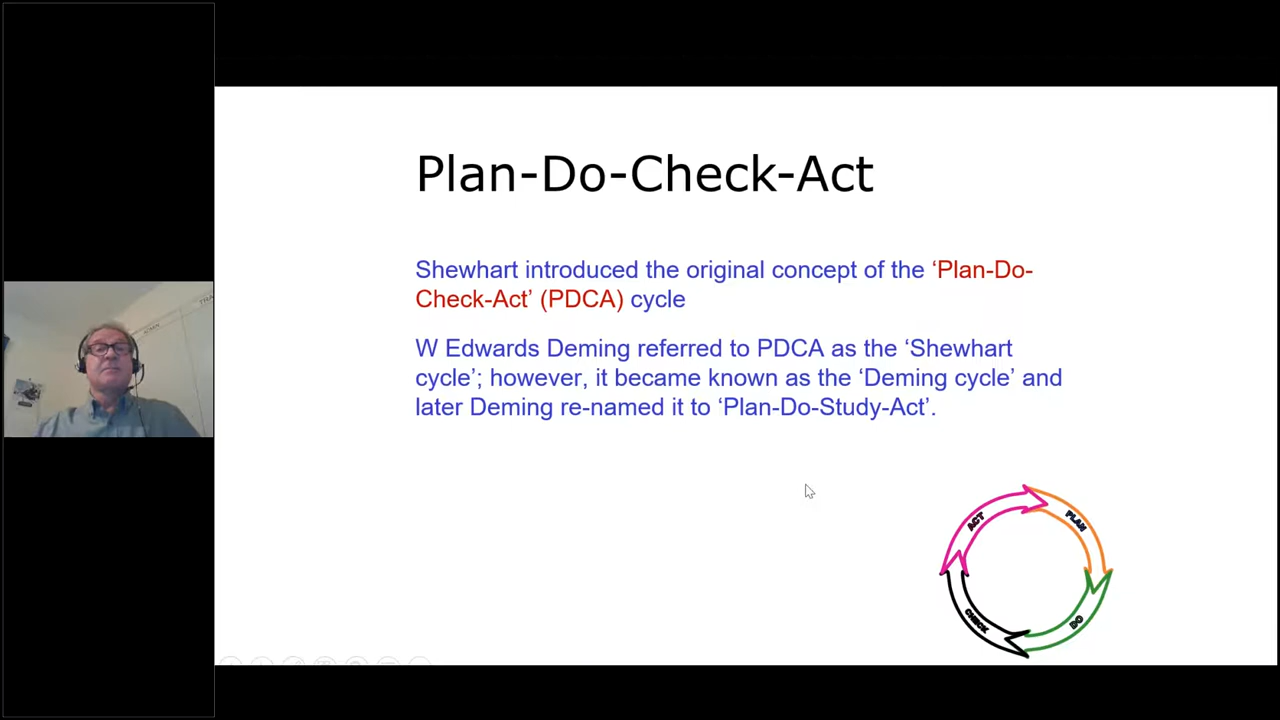 Plan-Do-Check-Act
Shewhart introduced the original concept of the ‘Plan-Do-
Check-Act’ (PDCA) cycle
W Edwards Deming referred to PDCA as the ‘Shewhart
cycle’; however, it became known as the ‘Deming cycle’ and
later Deming re-named it to ‘Plan-Do-Study-Act’.
ACT
PLAN
CHECK
DO